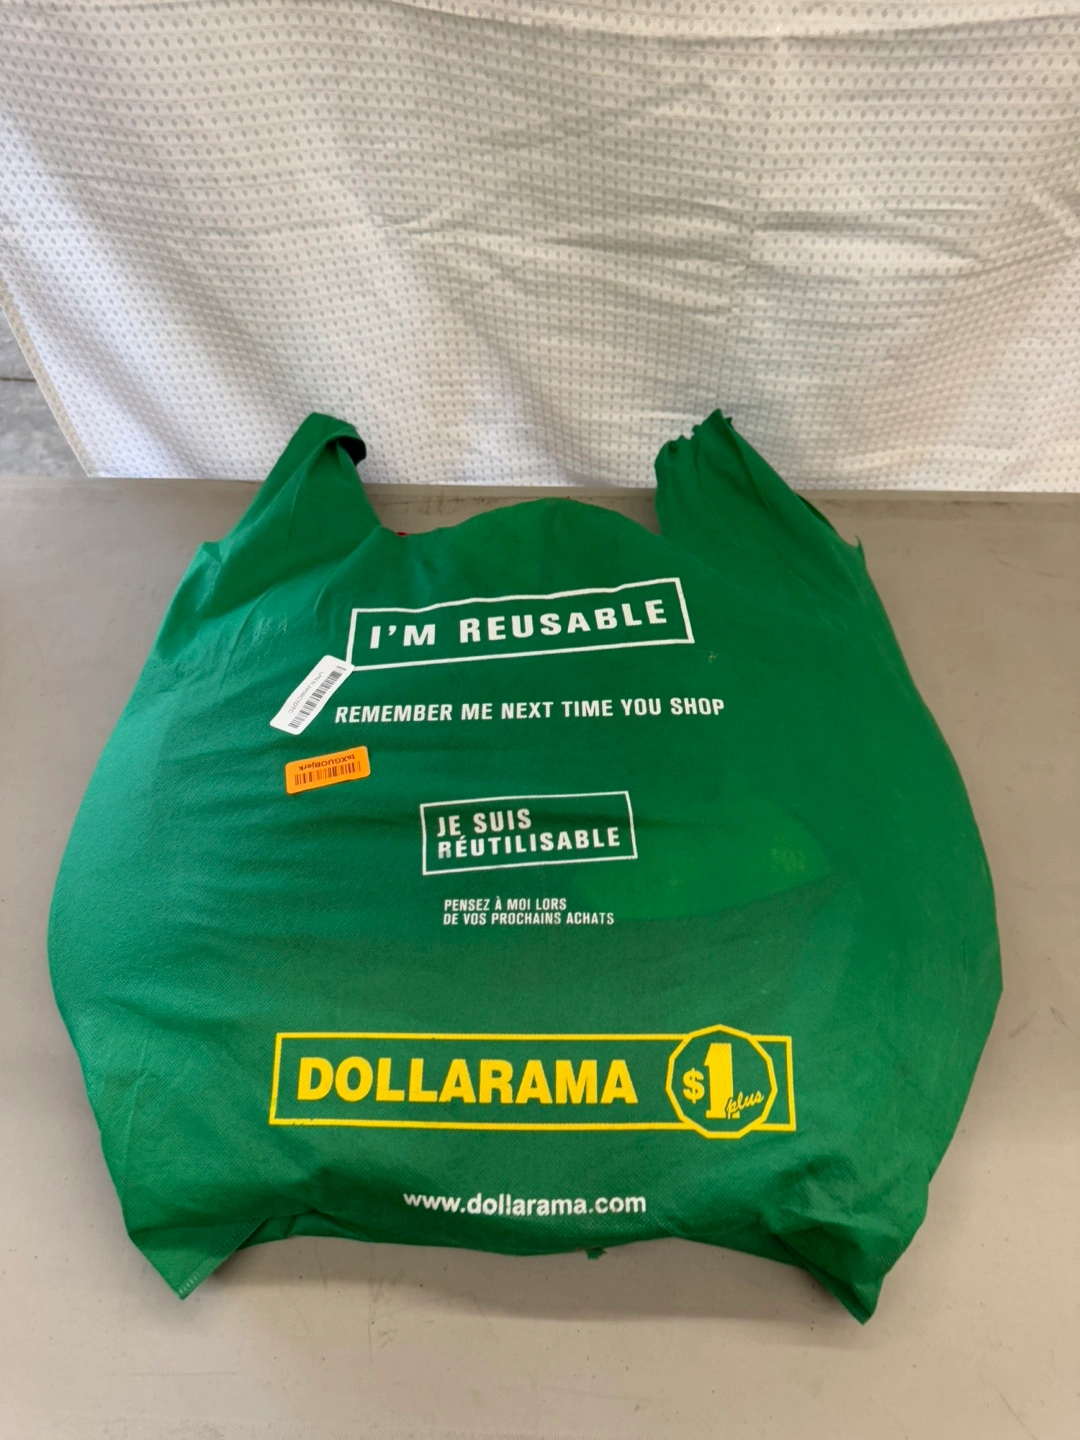 I'M REUSABLE
REMEMBER ME NEXT TIME YOU SHOP
JE SUIS
RÉUTILISABLE
PENSEZ À MOI LORS
DE VOS PROCHAINS ACHATS
DOLLARAMA $1 plus
www.dollarama.com